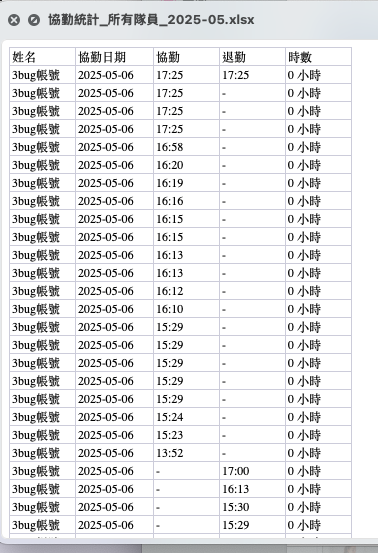 協勤統計_所有隊員_2025-05.xlsx
姓名 協勤日期 協勤 退勤 時數
3bug帳號 2025-05-06 17:25 17:25 0 小時
3bug帳號 2025-05-06 17:25 - 0 小時
3bug帳號 2025-05-06 17:25 - 0 小時
3bug帳號 2025-05-06 17:25 - 0 小時
3bug帳號 2025-05-06 16:58 - 0 小時
3bug帳號 2025-05-06 16:20 - 0 小時
3bug帳號 2025-05-06 16:19 - 0 小時
3bug帳號 2025-05-06 16:16 - 0 小時
3bug帳號 2025-05-06 16:15 - 0 小時
3bug帳號 2025-05-06 16:15 - 0 小時
3bug帳號 2025-05-06 16:13 - 0 小時
3bug帳號 2025-05-06 16:13 - 0 小時
3bug帳號 2025-05-06 16:12 - 0 小時
3bug帳號 2025-05-06 16:10 - 0 小時
3bug帳號 2025-05-06 15:29 - 0 小時
3bug帳號 2025-05-06 15:29 - 0 小時
3bug帳號 2025-05-06 15:29 - 0 小時
3bug帳號 2025-05-06 15:29 - 0 小時
3bug帳號 2025-05-06 15:29 - 0 小時
3bug帳號 2025-05-06 15:24 - 0 小時
3bug帳號 2025-05-06 15:23 - 0 小時
3bug帳號 2025-05-06 13:52 - 0 小時
3bug帳號 2025-05-06 - 17:00 0 小時
3bug帳號 2025-05-06 - 16:13 0 小時
3bug帳號 2025-05-06 - 15:30 0 小時
3bug帳號 2025-05-06 - 15:29 0 小時